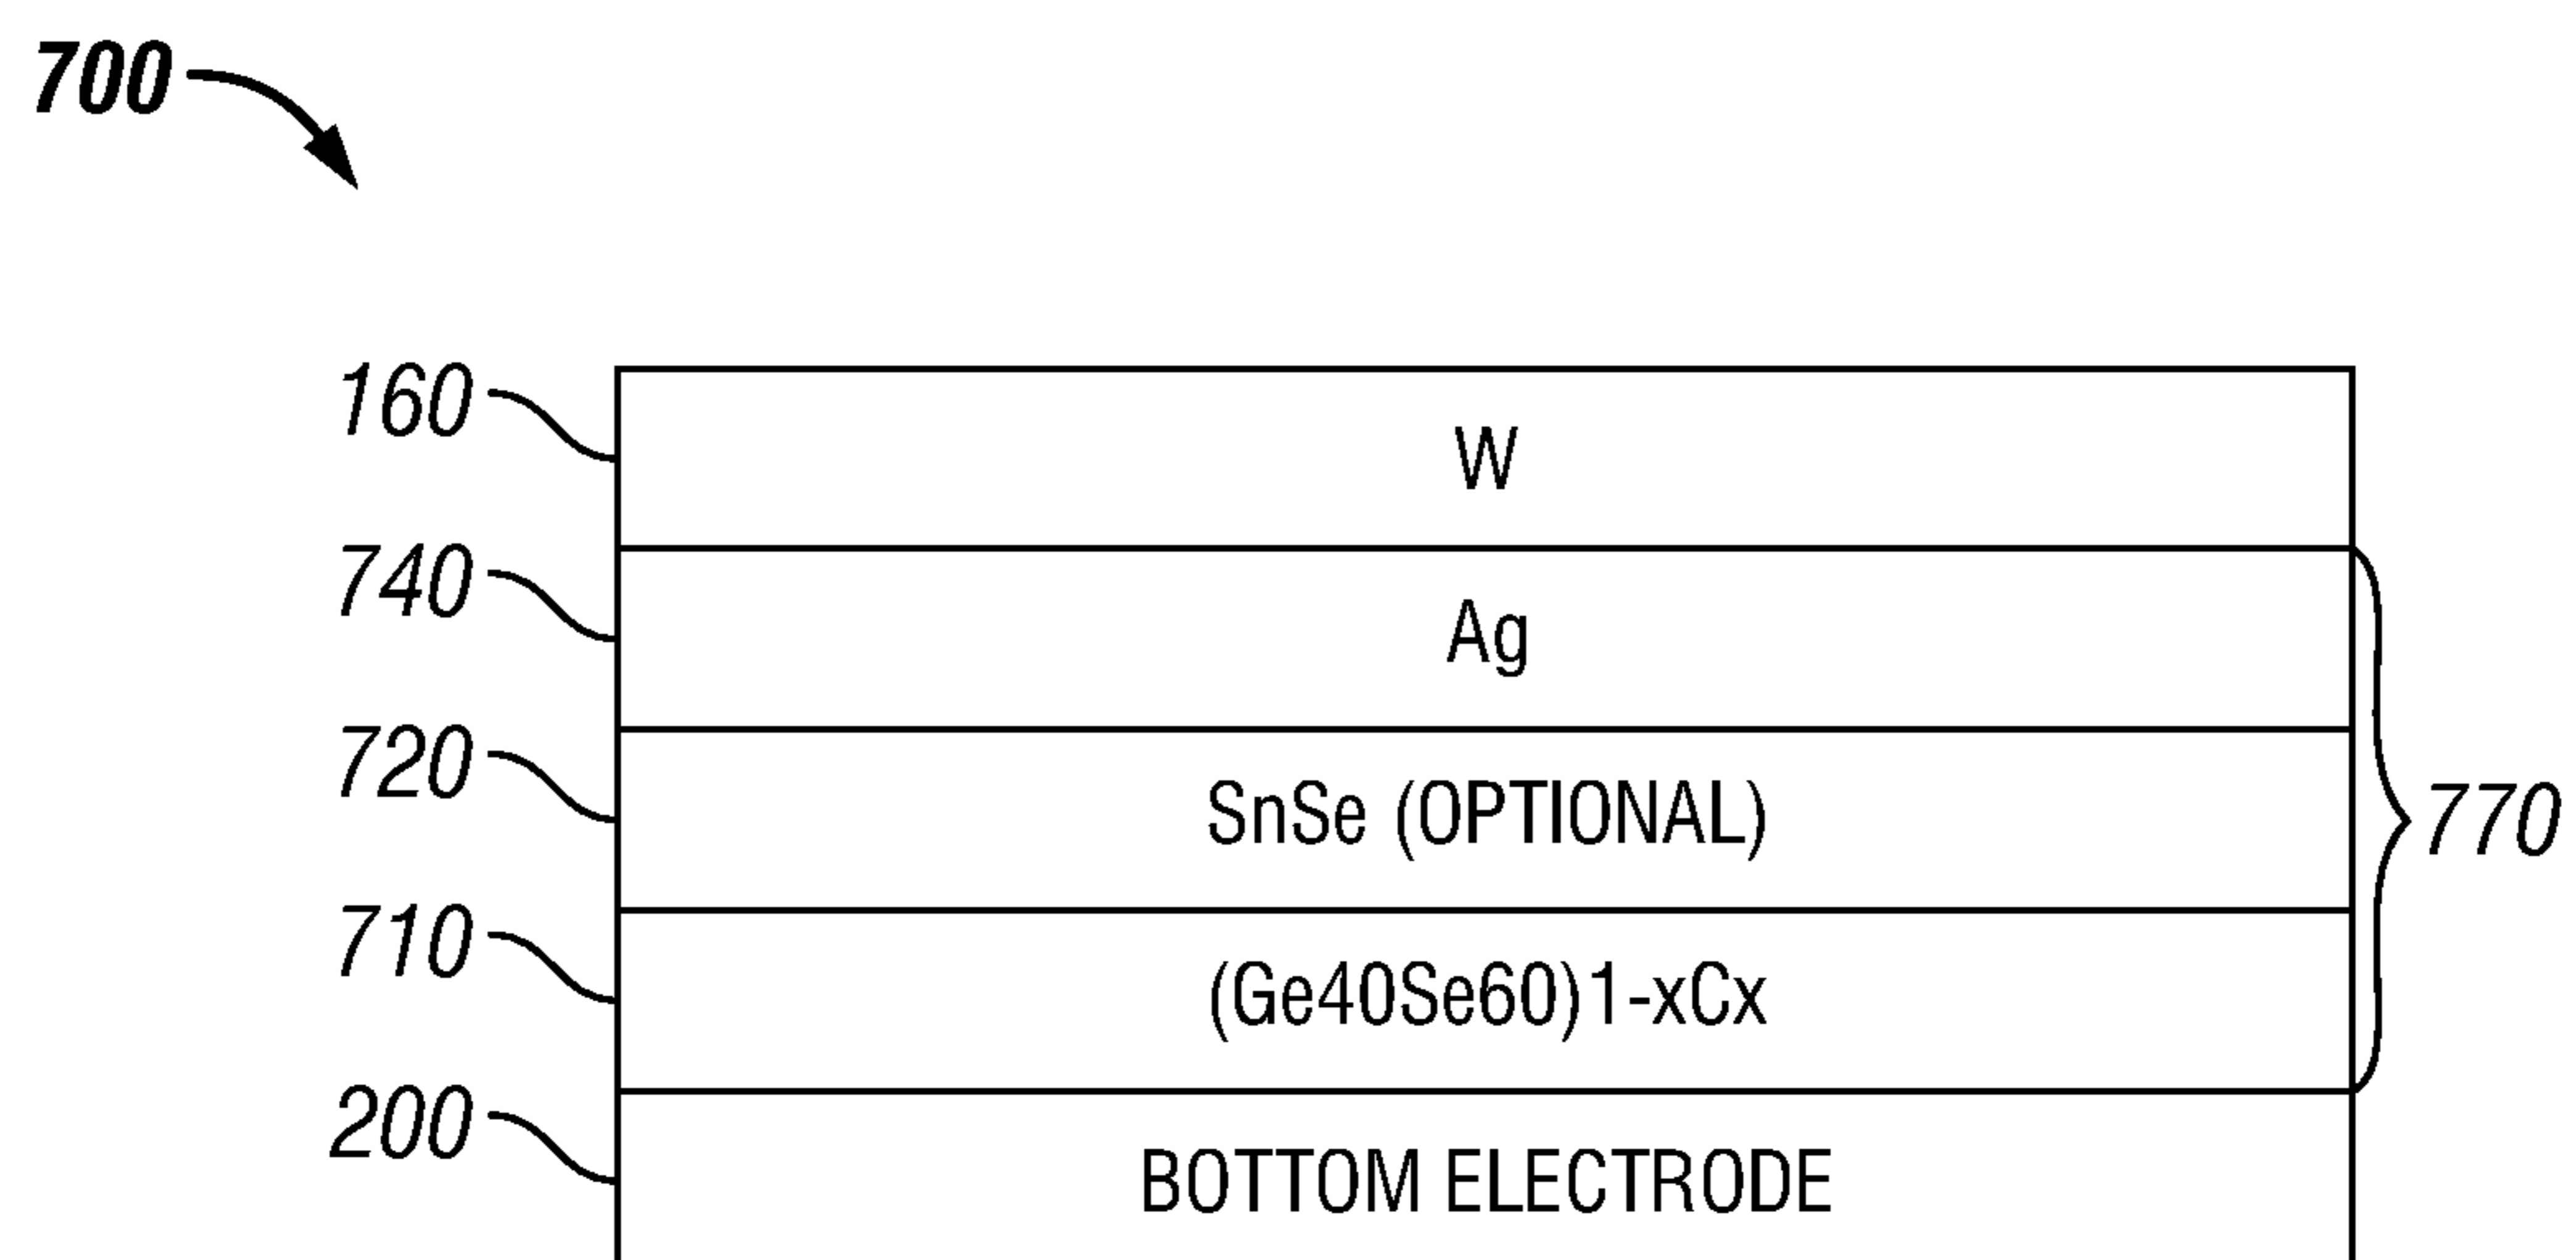 700
160
W
740
Ag
720
SnSe (OPTIONAL)
770
710
(Ge40Se60)1-xCx
200
BOTTOM ELECTRODE